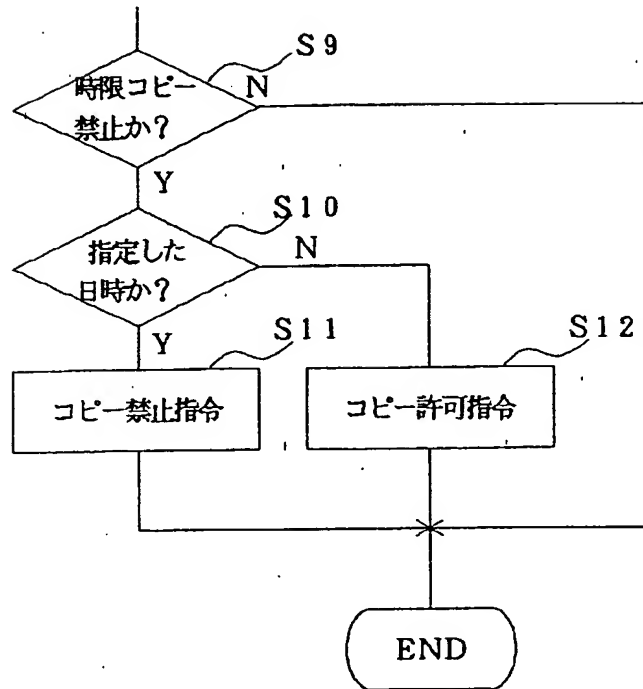 S9
時限コピー
禁止か？
N
Y
S10
指定した
日時か？
N
Y
S11
S12
コピー禁止指令
コピー許可指令
END